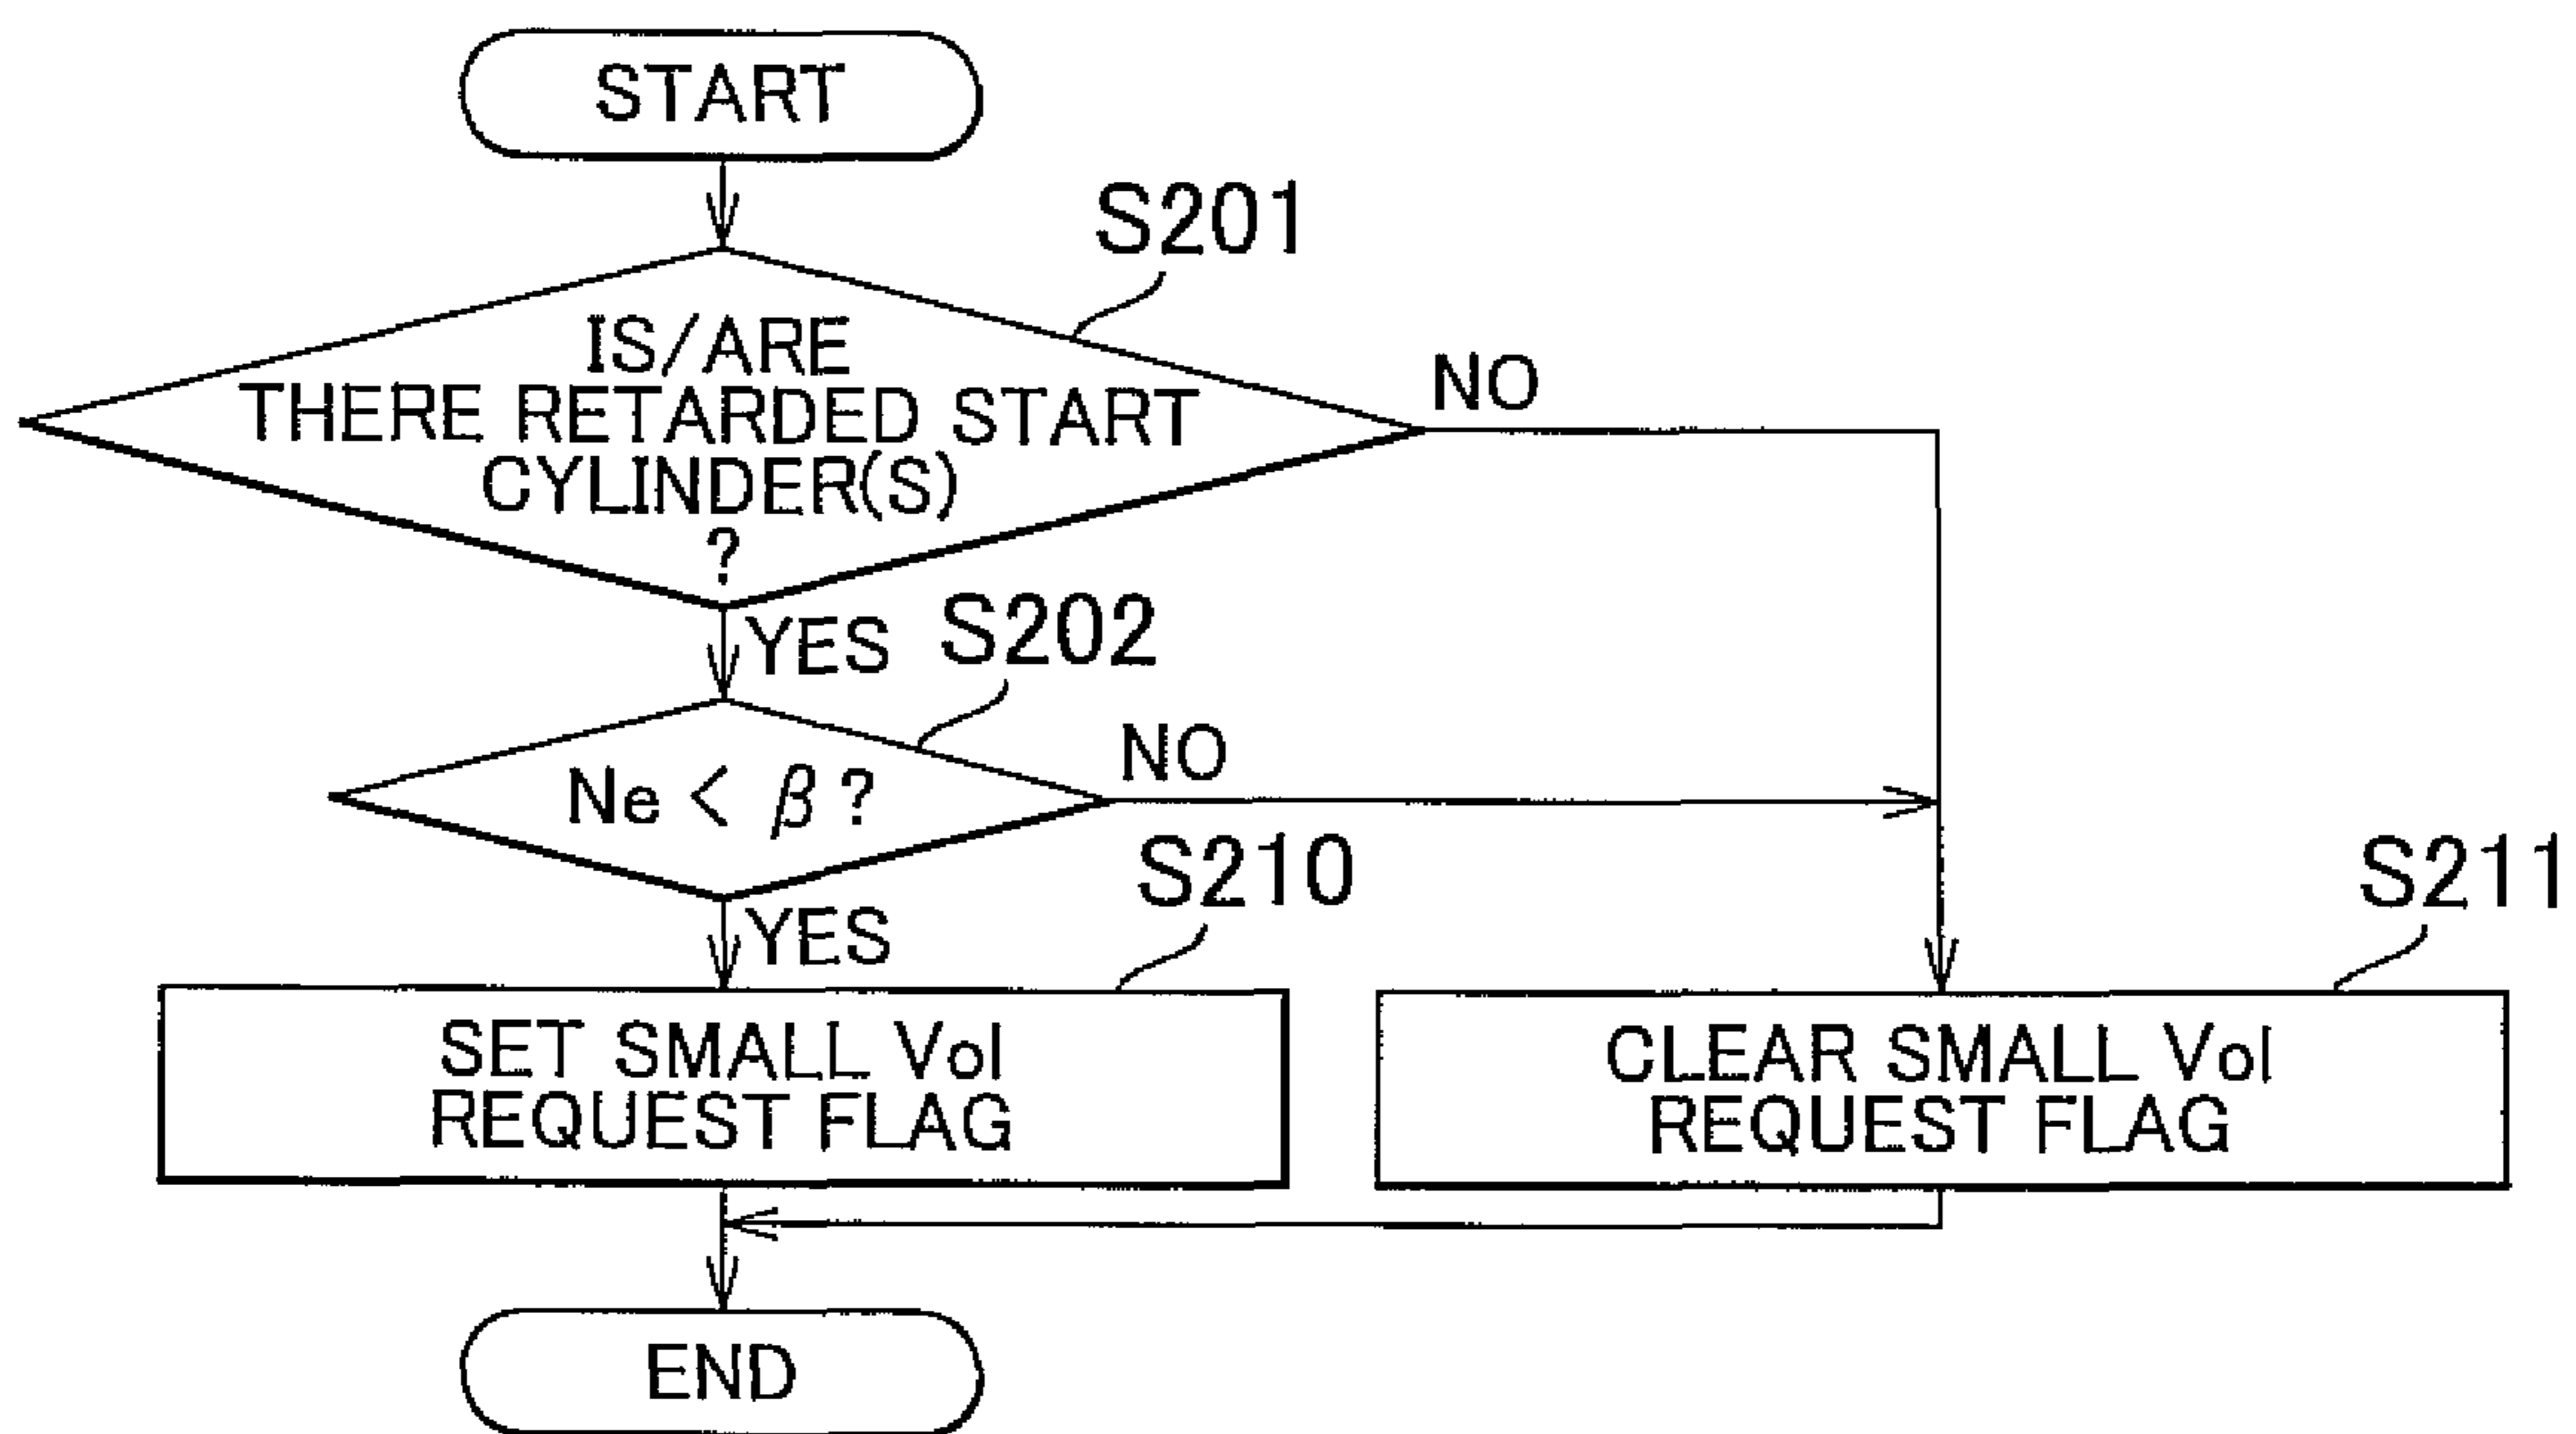 START
S201
IS/ARE
THERE RETARDED START
CYLINDER(S)
?
NO
YES
S202
Ne < β?
NO
YES
S210
S211
SET SMALL Vol
REQUEST FLAG
CLEAR SMALL Vol
REQUEST FLAG
END